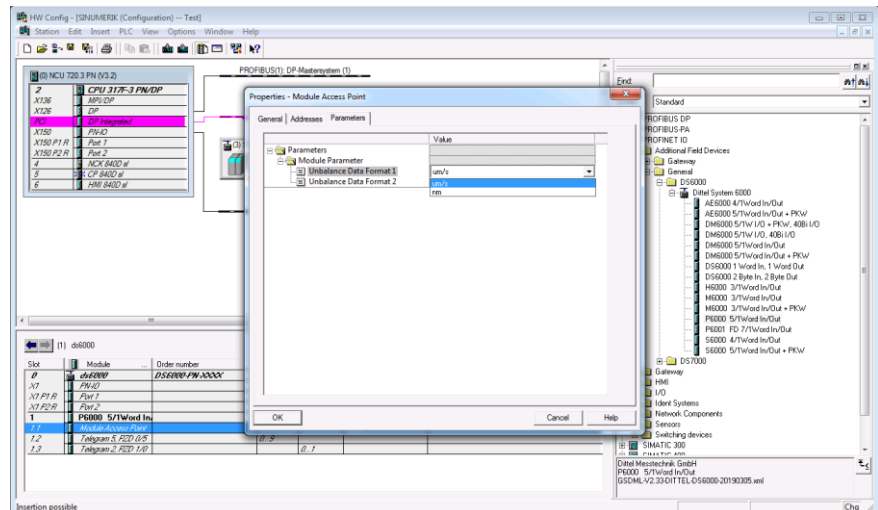 HW Config - [SINUMERIK (Configuration) -- Test]
Station Edit Insert PLC View Options Window Help
(0) NCU 720.3 PN (V3.2)
2 CPU 317F-3 PN/DP
X136 MPI/DP
X126 DP
PCI DP Integrated
X150 PN-IO
X150 P1 R Port 1
X150 P2 R Port 2
4 NCK 840D sl
5 CP 840D sl
6 HMI 840D sl
PROFIBUS(1): DP-Mastersystem (1)
(3)
Properties - Module Access Point
General Addresses Parameters
Value
Parameters
Module Parameter
Unbalance Data Format 1 um/s
Unbalance Data Format 2 um/s
nm
OK Cancel Help
Find:
Standard
PROFIBUS DP
PROFIBUS-PA
PROFINET IO
Additional Field Devices
Gateway
General
DS6000
Dittel System 6000
AE6000 4/1Word In/Out
AE6000 5/1Word In/Out + PKW
DM6000 5/1W I/O + PKW, 40Bi I/O
DM6000 5/1W I/O, 40Bi I/O
DM6000 5/1Word In/Out
DM6000 5/1Word In/Out + PKW
DS6000 1 Word In, 1 Word Out
DS6000 2 Byte In, 2 Byte Out
H6000 3/1Word In/Out
M6000 3/1Word In/Out
M6000 3/1Word In/Out + PKW
P6000 5/1Word In/Out
P6001 FD 7/1Word In/Out
S6000 4/1Word In/Out
S6000 5/1Word In/Out + PKW
DS7000
Gateway
HMI
I/O
Ident Systems
Network Components
Sensors
Switching devices
SIMATIC 300
(1) ds6000
Slot Module ... Order number
0 ds6000 DS6000-PN-XXXX
X1 PN-IO
X1 P1 R Port 1
X1 P2 R Port 2
1 P6000 5/1Word In
1.1 Module Access Point
1.2 Telegram 5, PZD 0/5 0...9
1.3 Telegram 2, PZD 1/0 0...1
Dittel Messtechnik GmbH
P6000 5/1Word In/Out
GSDML-V2.33-DITTEL-DS6000-20190305.xml
Insertion possible Chg